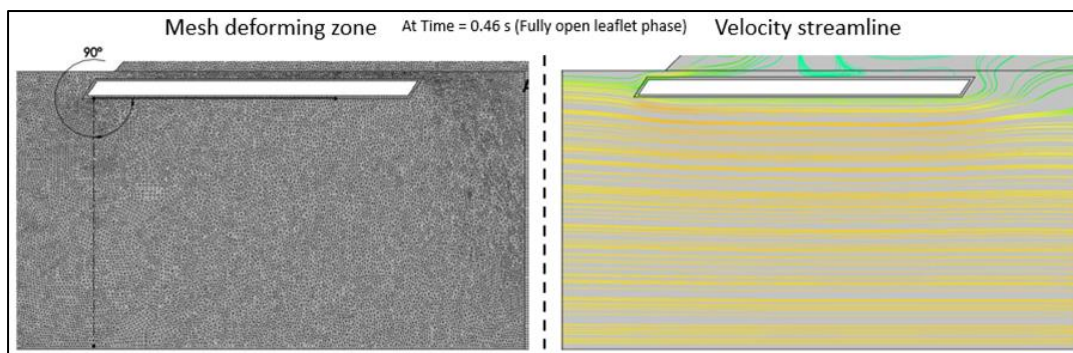 Mesh deforming zone At Time = 0.46 s (Fully open leaflet phase) Velocity streamline
90°